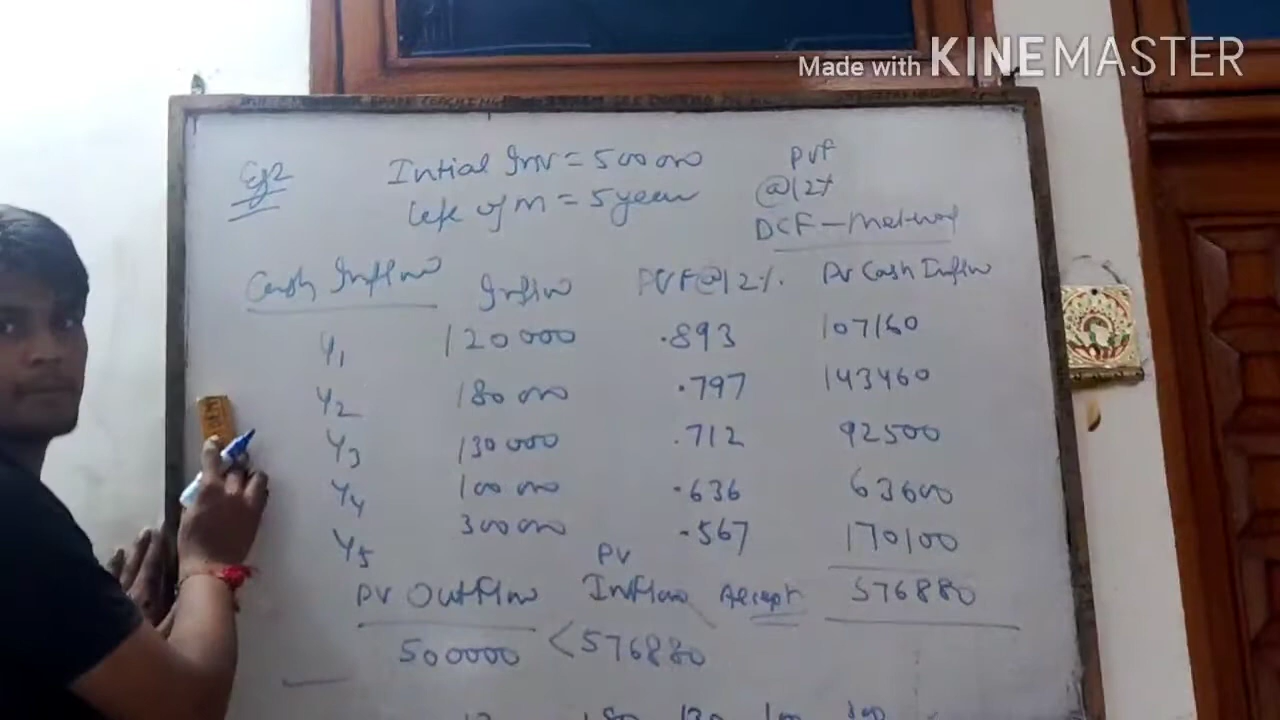 Made with KINEMASTER
Eg2 Intial Inv = 500000 PVF
Life of m = 5 year @12%
DCF - Method
Cash Inflow Inflow PVF@12% PV Cash Inflow
Y1 120000 .893 107160
Y2 180000 .797 143460
Y3 130000 .712 92500
Y4 100000 .636 63600
Y5 300000 .567 170100
PV
PV Outflow Inflow Accept 576880
500000 < 576880